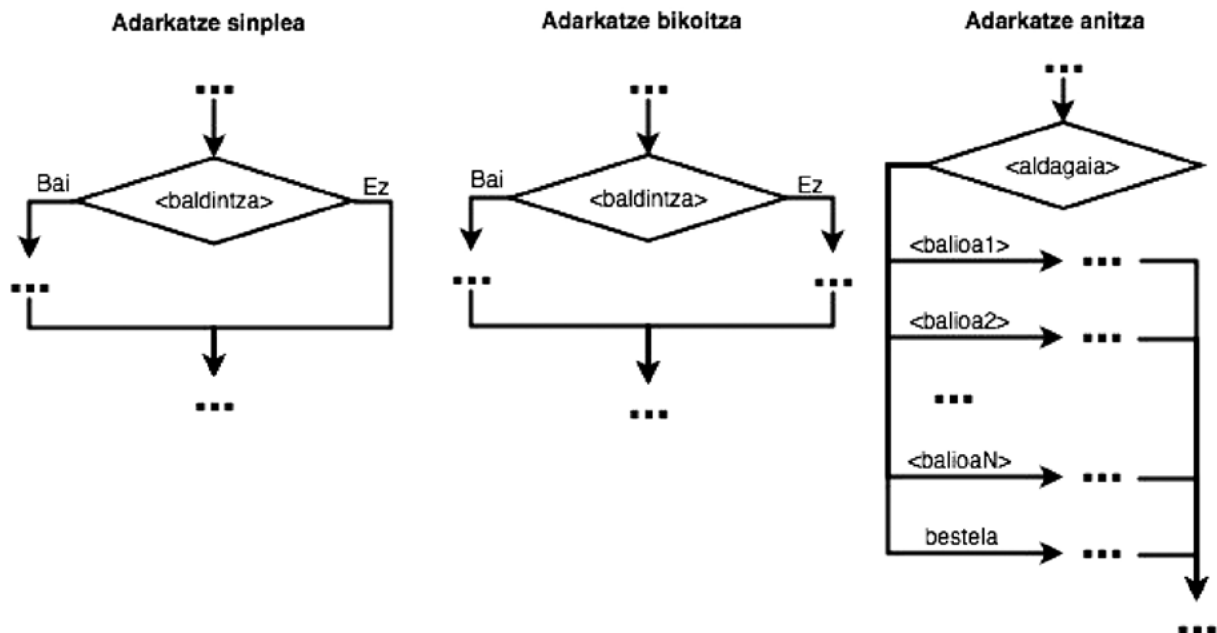 Adarkatze sinplea
...
<baldintza>
Bai
Ez
...
...
Adarkatze bikoitza
...
<baldintza>
Bai
Ez
...
...
...
Adarkatze anitza
...
<aldagaia>
<balioa1>
...
<balioa2>
...
...
<balioaN>
...
bestela
...
...